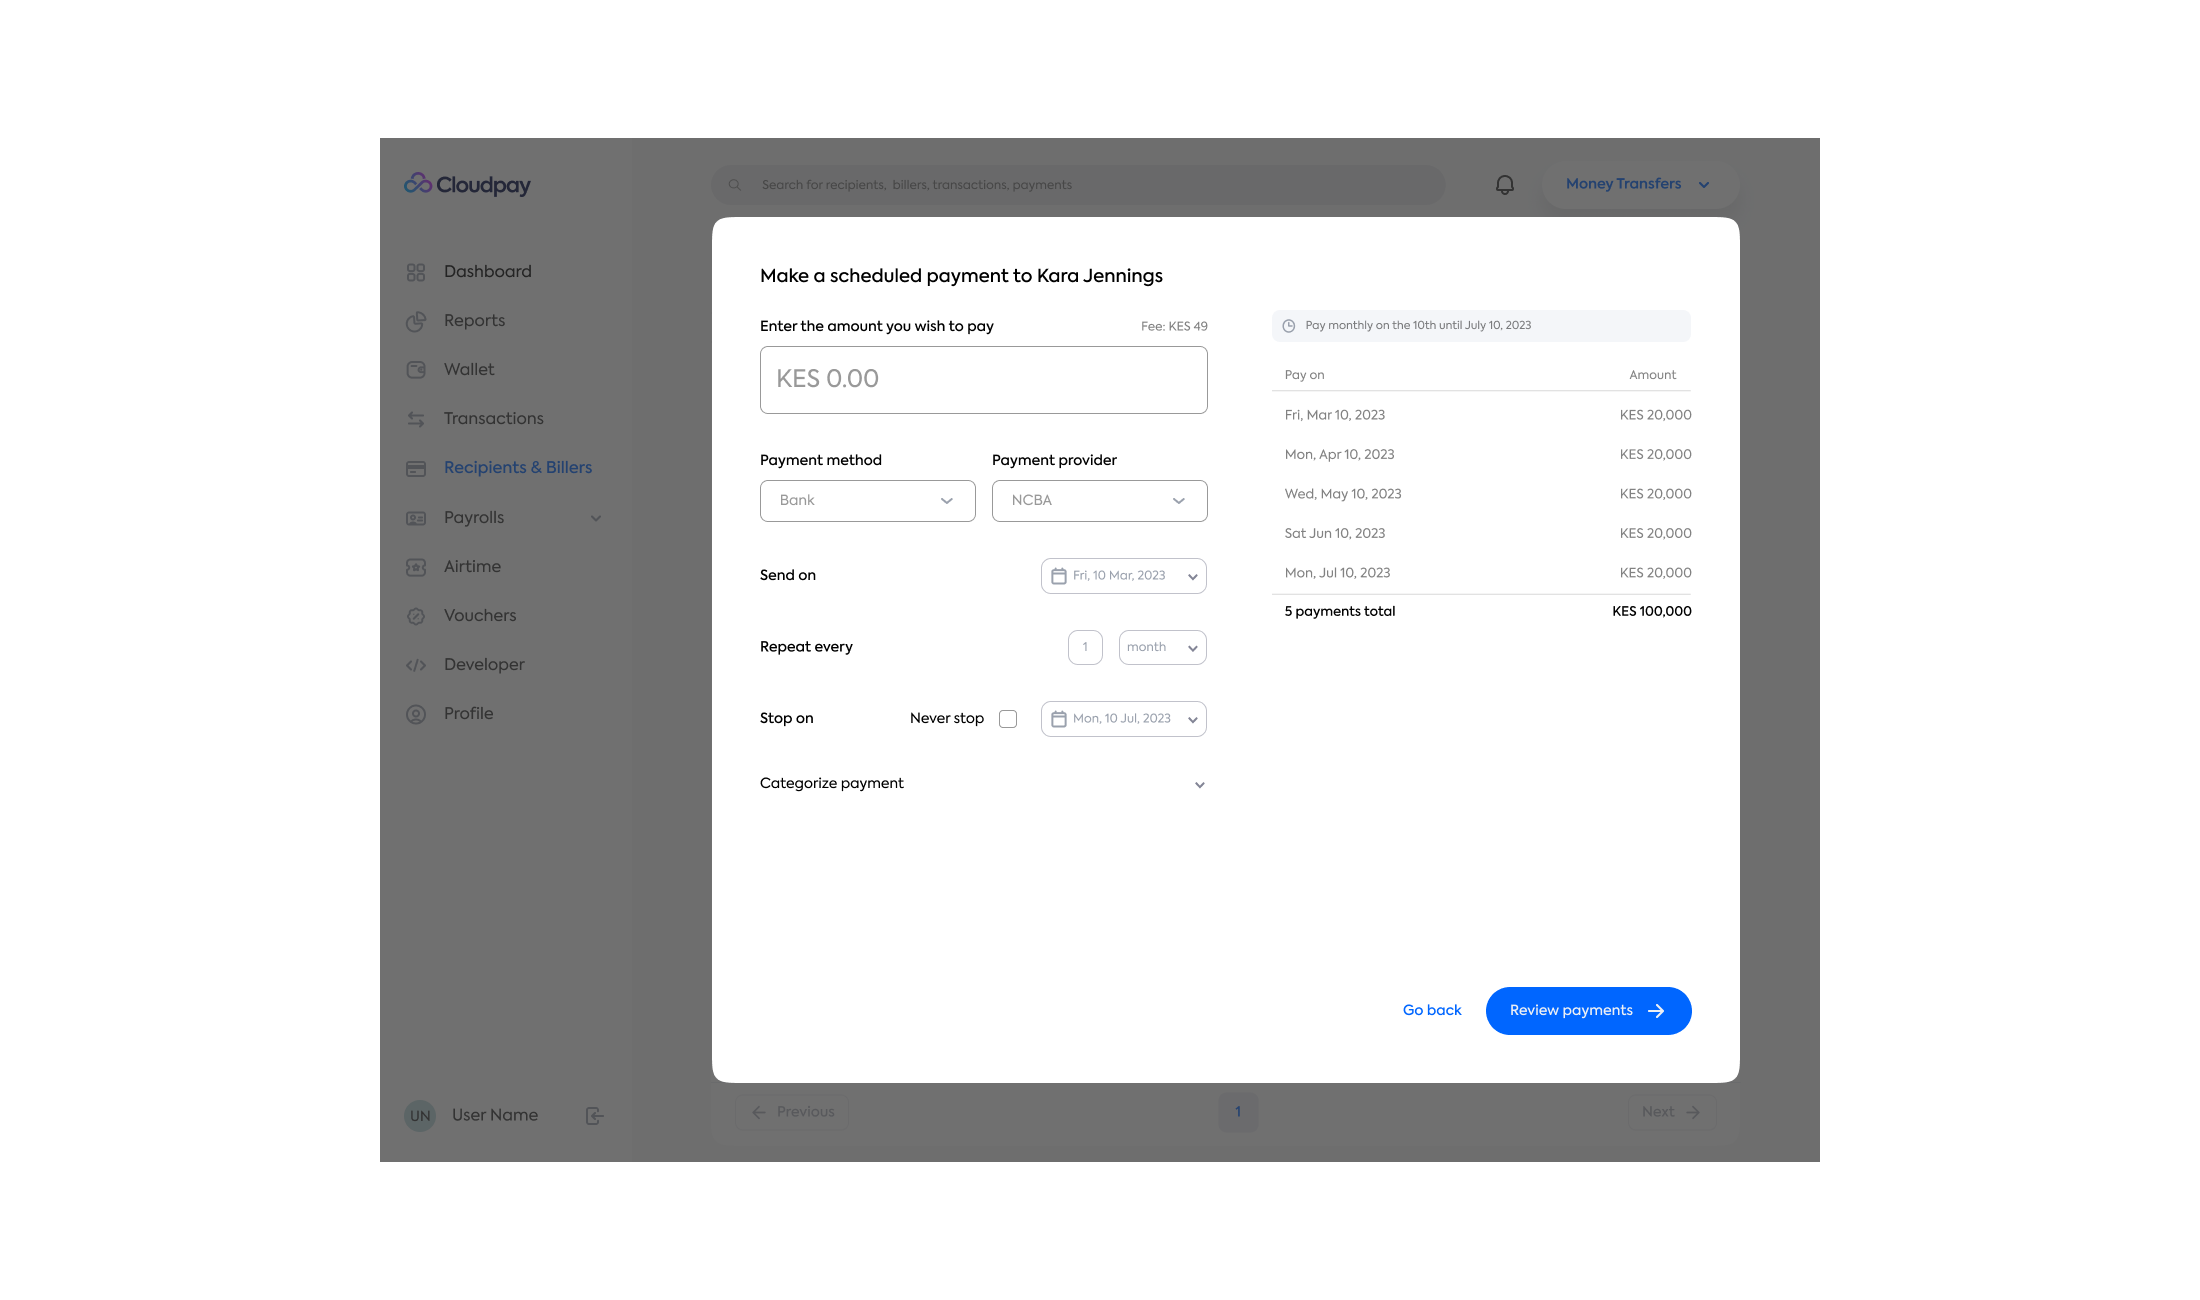 Cloudpay
Search for recipients, billers, transactions, payments
Money Transfers
Dashboard
Reports
Wallet
Transactions
Recipients & Billers
Payrolls
Airtime
Vouchers
Developer
Profile
UN User Name
Make a scheduled payment to Kara Jennings
Enter the amount you wish to pay
Fee: KES 49
KES 0.00
Payment method
Payment provider
Bank
NCBA
Send on
Fri, 10 Mar, 2023
Repeat every
1
month
Stop on
Never stop
Mon, 10 Jul, 2023
Categorize payment
Pay monthly on the 10th until July 10, 2023
Pay on Amount
Fri, Mar 10, 2023 KES 20,000
Mon, Apr 10, 2023 KES 20,000
Wed, May 10, 2023 KES 20,000
Sat Jun 10, 2023 KES 20,000
Mon, Jul 10, 2023 KES 20,000
5 payments total KES 100,000
Go back
Review payments
Previous
1
Next